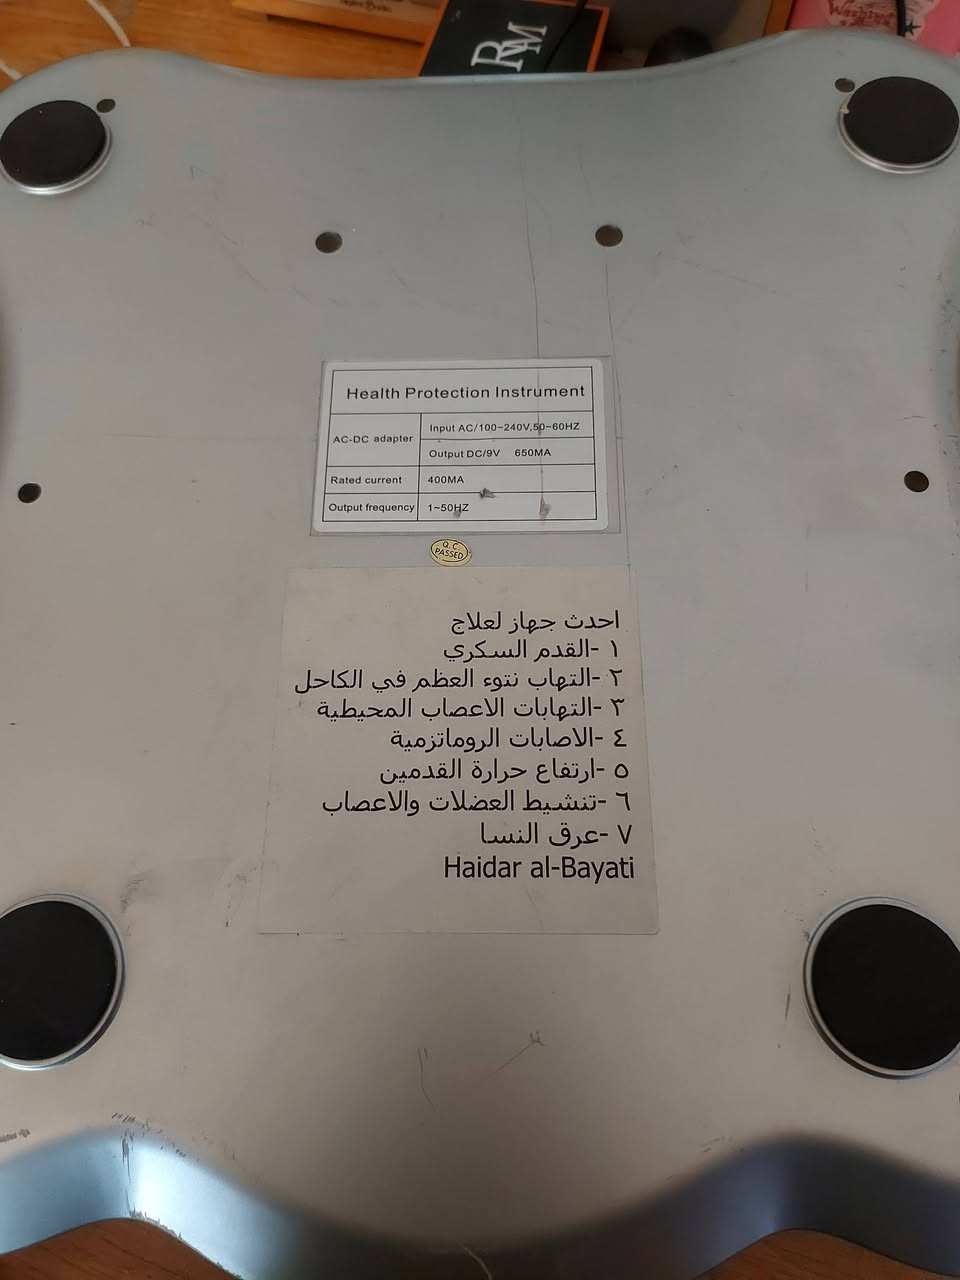 RM
Health Protection Instrument
AC-DC adapter
Input AC/100~240V,50~60HZ
Output DC/9V 650MA
Rated current 400MA
Output frequency 1~50HZ
Q.C.
PASSED
احدث جهاز لعلاج
١ -القدم السكري
٢ -التهاب نتوء العظم في الكاحل
٣ -التهابات الاعصاب المحيطية
٤ -الاصابات الروماتزمية
٥ -ارتفاع حرارة القدمين
٦ -تنشيط العضلات والاعصاب
٧ -عرق النسا
Haidar al-Bayati